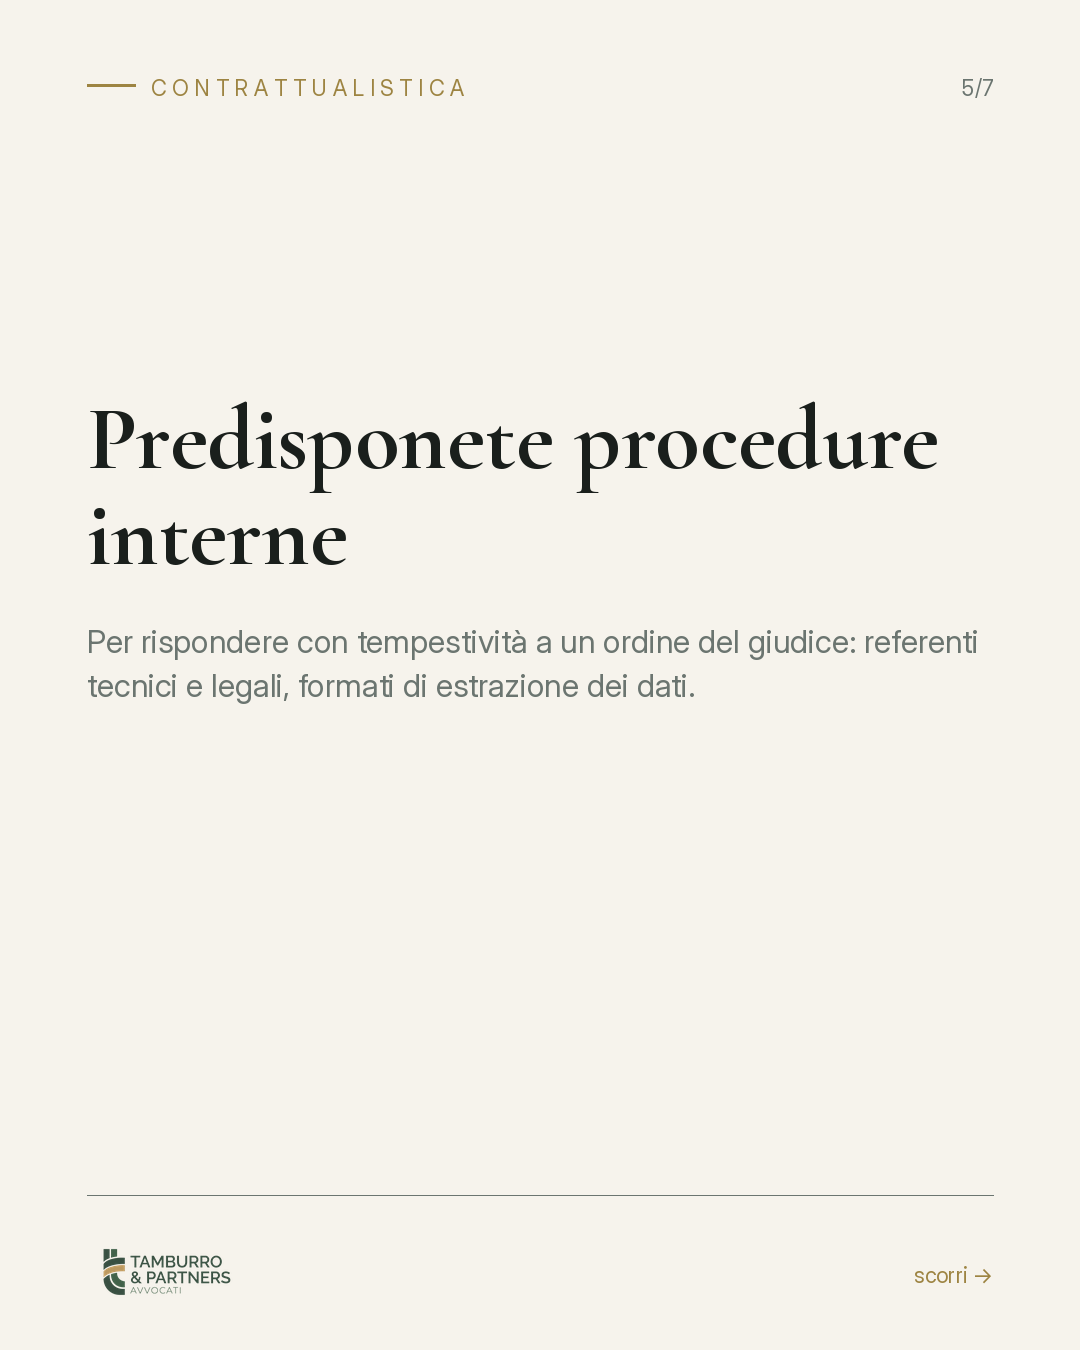 CONTRATTUALISTICA
5/7
Predisponete procedure
interne
Per rispondere con tempestività a un ordine del giudice: referenti
tecnici e legali, formati di estrazione dei dati.
TAMBURRO
& PARTNERS
AVVOCATI
scorri →